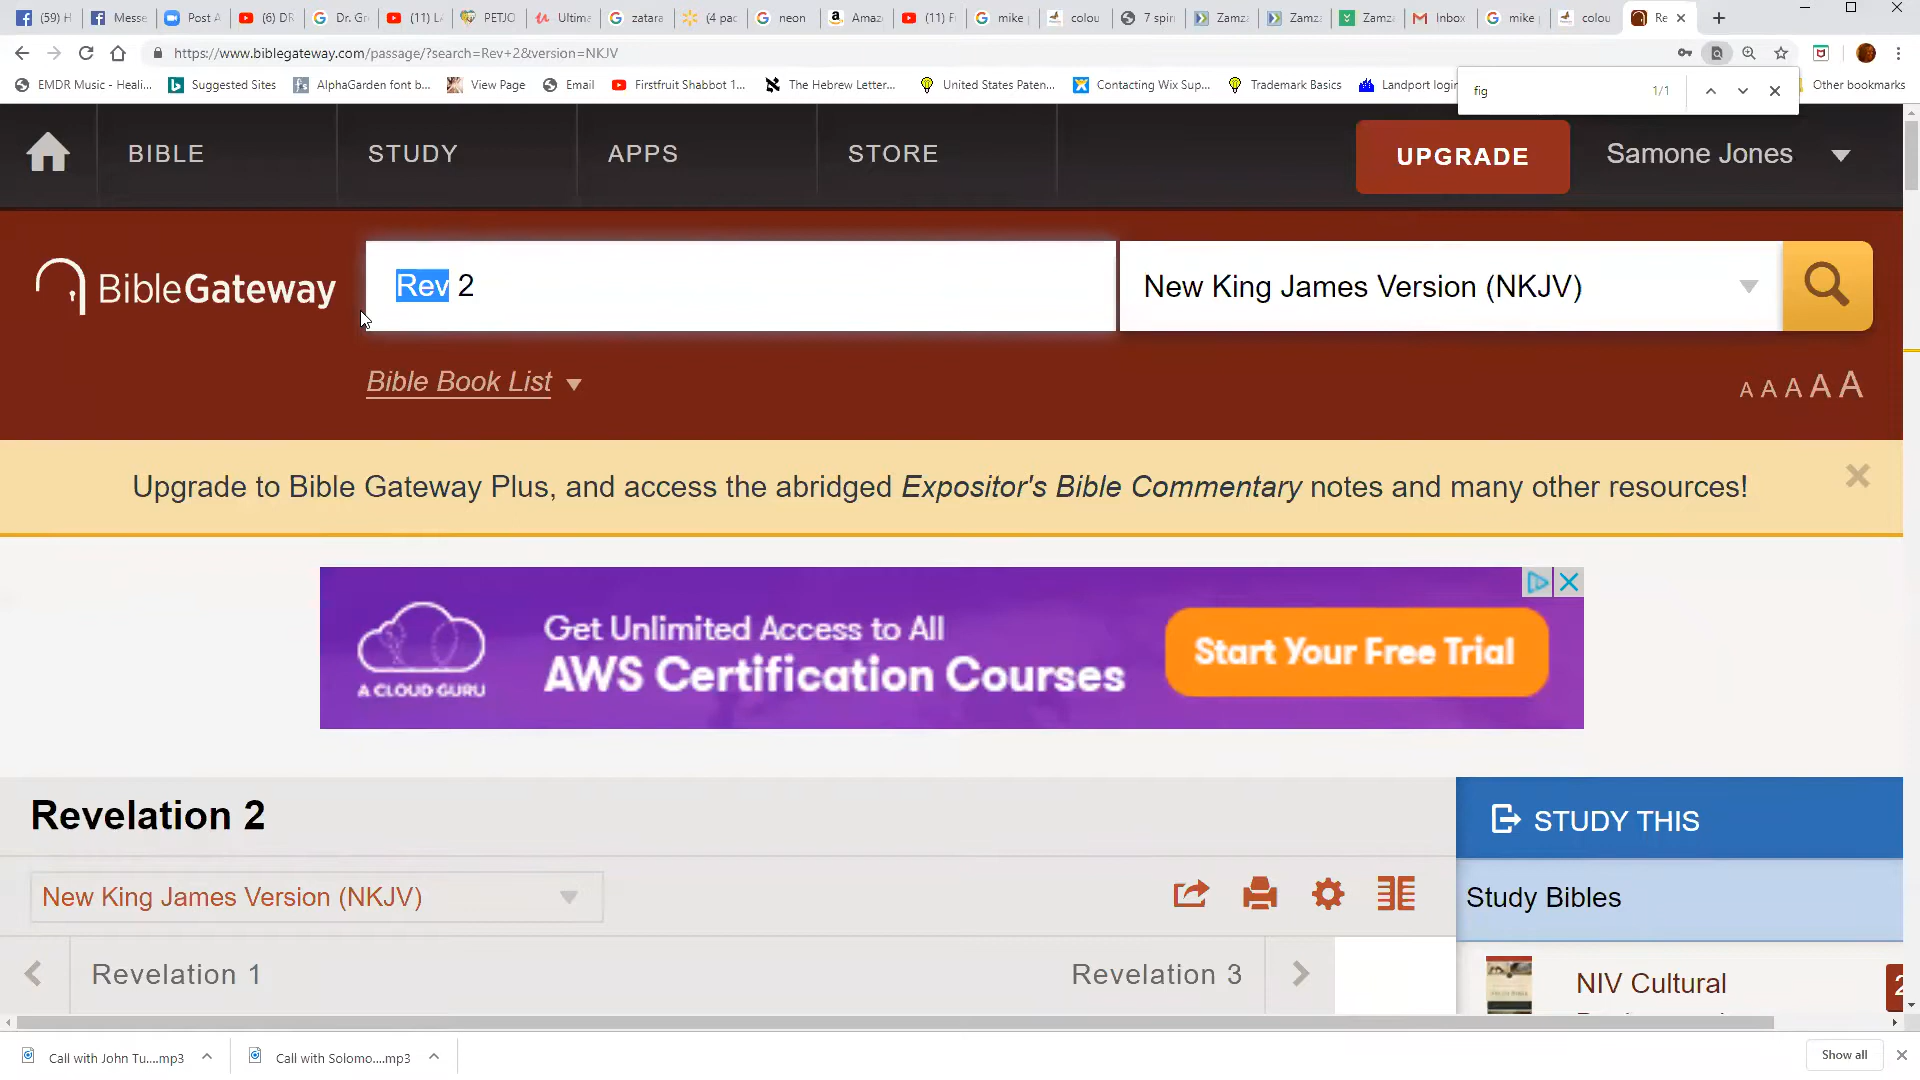 (59) H
Messe
Post A
(6) DR
Dr. Gr
(11) L
PETJO
Ultima
zatara
(4 pac
neon
Amaz
(11) F
mike
colou
7 spir
Zamz
Zamz
Zamz
Inbox
mike
colou
Re
https://www.biblegateway.com/passage/?search=Rev+2&version=NKJV
EMDR Music - Heali...
Suggested Sites
AlphaGarden font b...
View Page
Email
Firstfruit Shabbot 1...
The Hebrew Letter...
United States Paten...
Contacting Wix Sup...
Trademark Basics
Landport login
Other bookmarks
fig 1/1
BIBLE STUDY APPS STORE UPGRADE Samone Jones
BibleGateway Rev 2 New King James Version (NKJV)
Bible Book List A A A A A
Upgrade to Bible Gateway Plus, and access the abridged Expositor's Bible Commentary notes and many other resources!
A CLOUD GURU
Get Unlimited Access to All
AWS Certification Courses
Start Your Free Trial
Revelation 2
STUDY THIS
New King James Version (NKJV)
Study Bibles
Revelation 1 Revelation 3
NIV Cultural
2
Call with John Tu....mp3 Call with Solomo....mp3 Show all